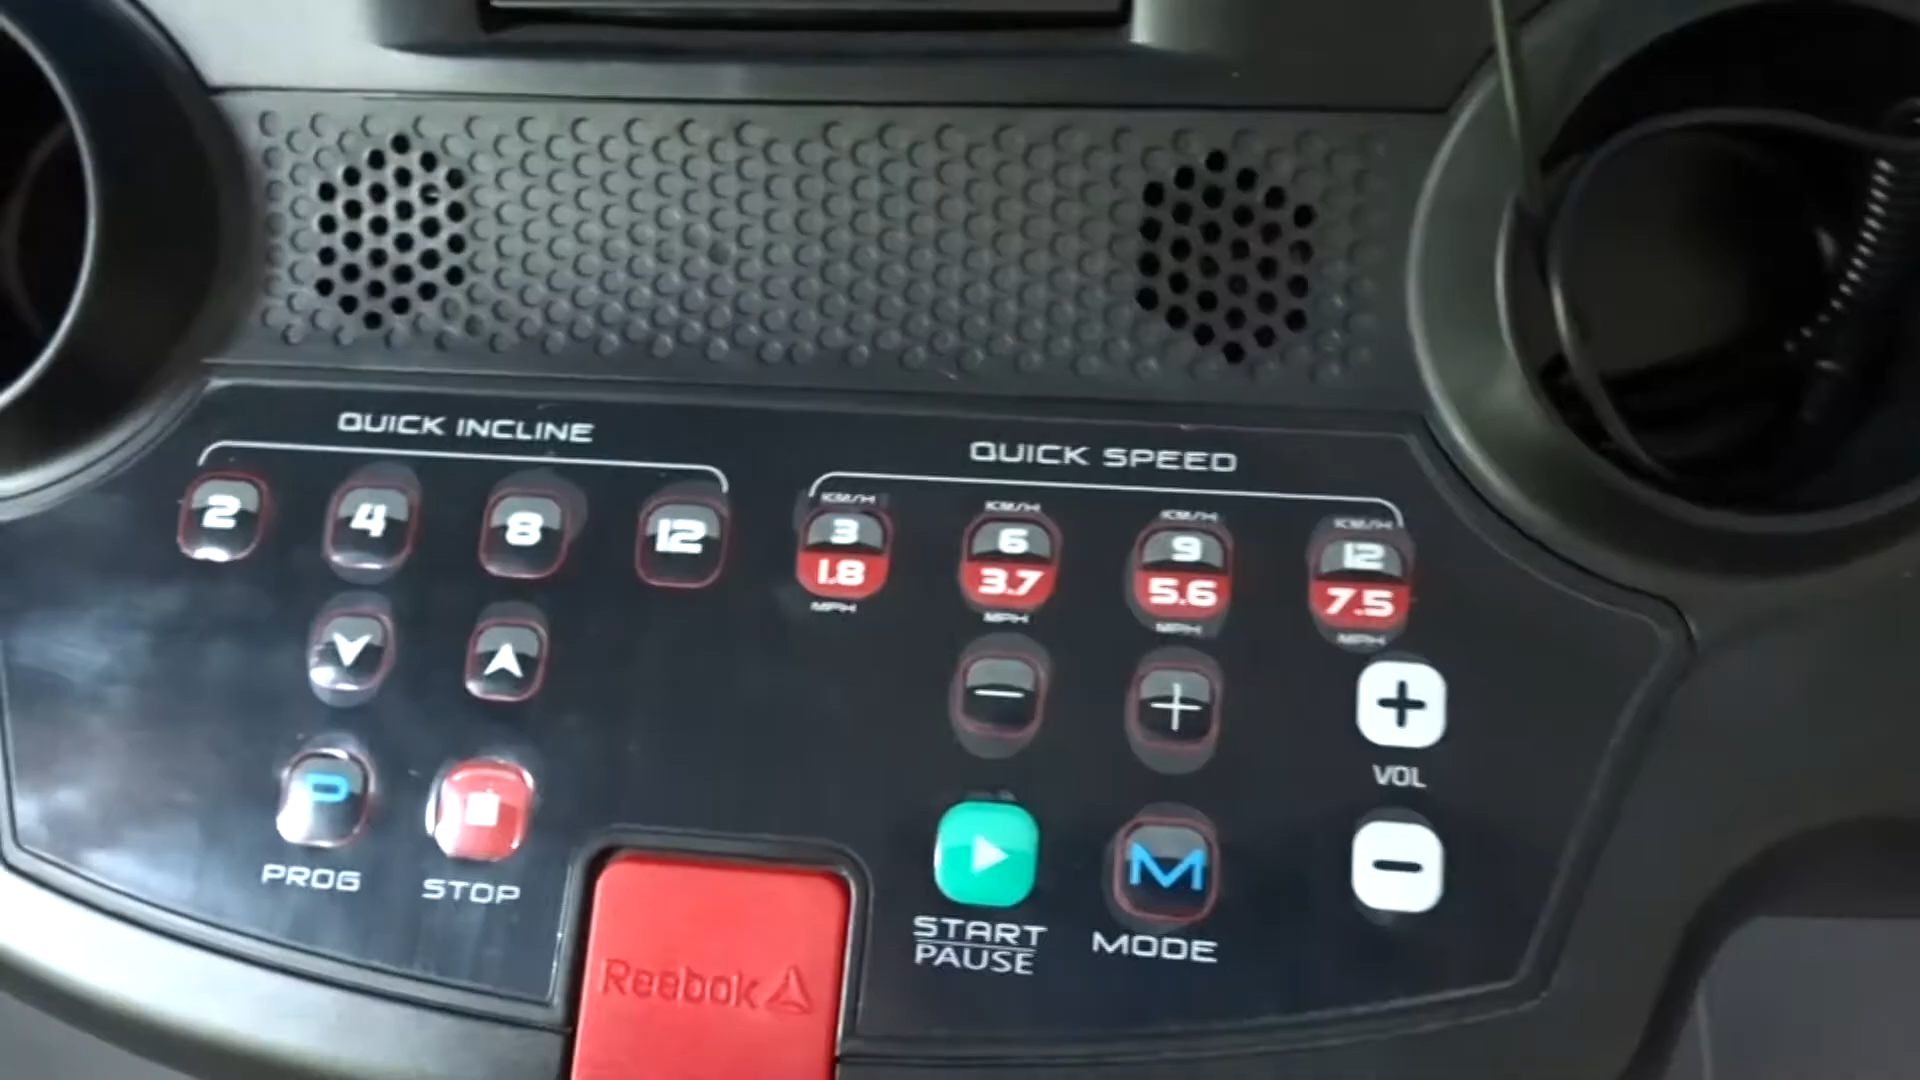 QUICK INCLINE
QUICK SPEED
2 4 8 12
KM/H KM/H KM/H KM/H
3 6 9 12
1.8 3.7 5.6 7.5
MPH MPH MPH MPH
VOL
P
M
PROG STOP
START
PAUSE
MODE
Reebok